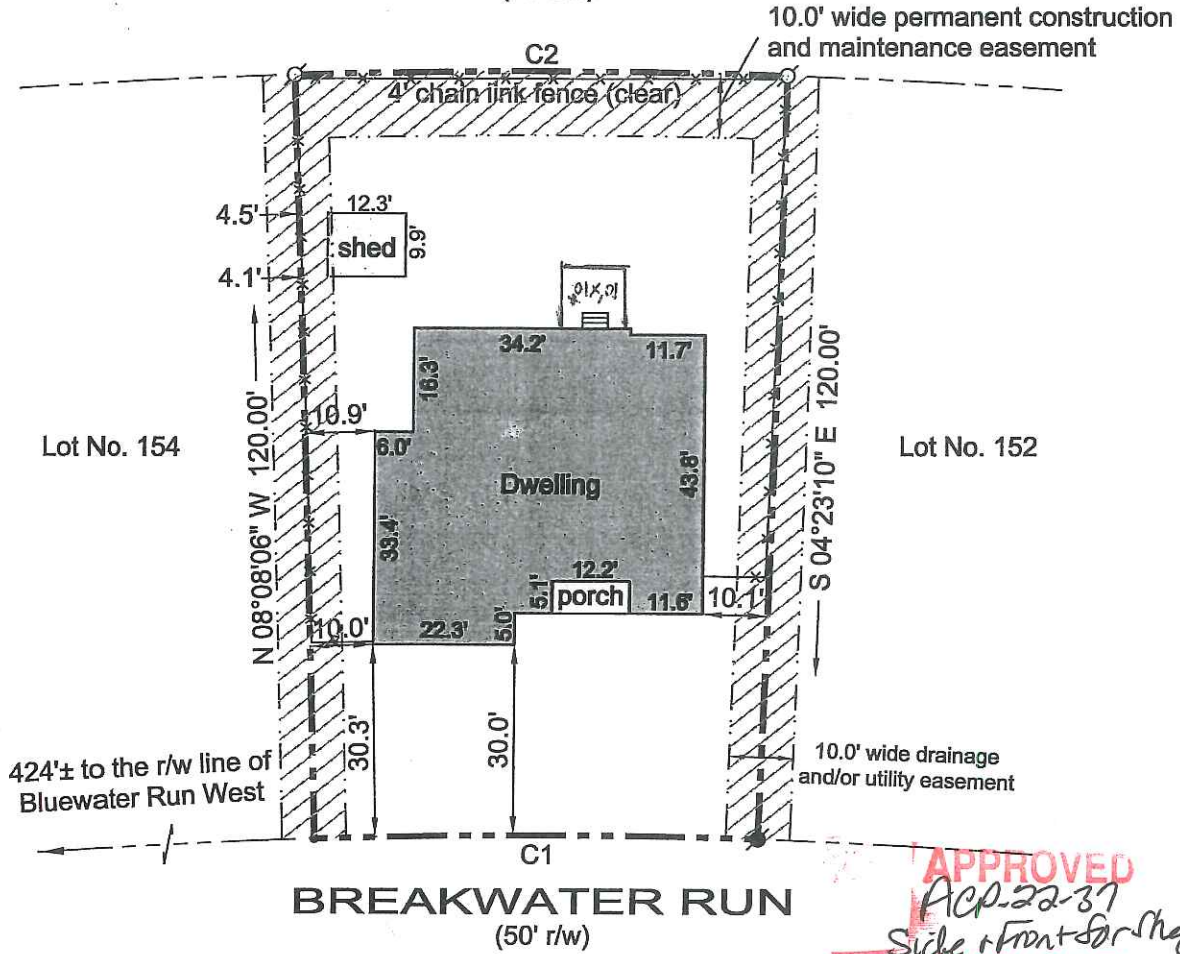 10.0' wide permanent construction
and maintenance easement
C2
4' chain link fence (clear)
4.5'
12.3'
shed
9.9'
4.1'
10'x10'
34.2'
11.7'
16.3'
10.9'
6.0'
Lot No. 154
N 08°08'06" W 120.00'
Dwelling
43.8'
S 04°23'10" E 120.00'
Lot No. 152
33.4'
12.2'
5.1'
porch
11.6'
10.1'
10.0'
22.3'
5.0'
30.3'
30.0'
424'± to the r/w line of
Bluewater Run West
10.0' wide drainage
and/or utility easement
C1
BREAKWATER RUN
(50' r/w)
APPROVED
ACP-22-37
Side + Front for